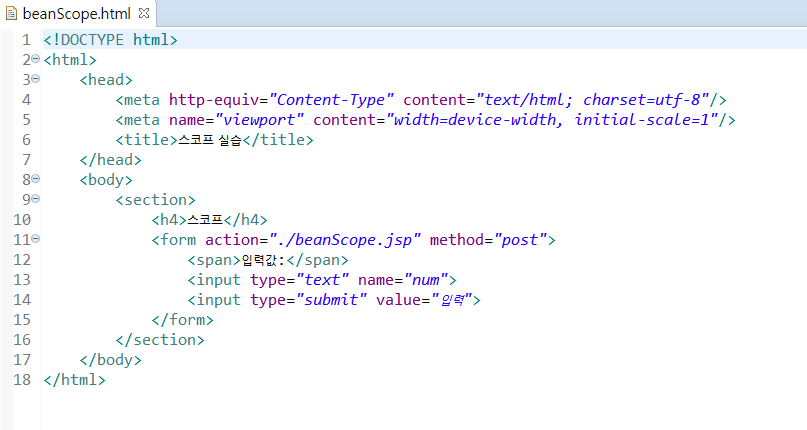 beanScope.html
1 <!DOCTYPE html>
2 <html>
3     <head>
4         <meta http-equiv="Content-Type" content="text/html; charset=utf-8"/>
5         <meta name="viewport" content="width=device-width, initial-scale=1"/>
6         <title>스코프 실습</title>
7     </head>
8     <body>
9         <section>
10             <h4>스코프</h4>
11             <form action="./beanScope.jsp" method="post">
12                 <span>입력값:</span>
13                 <input type="text" name="num">
14                 <input type="submit" value="입력">
15             </form>
16         </section>
17     </body>
18 </html>